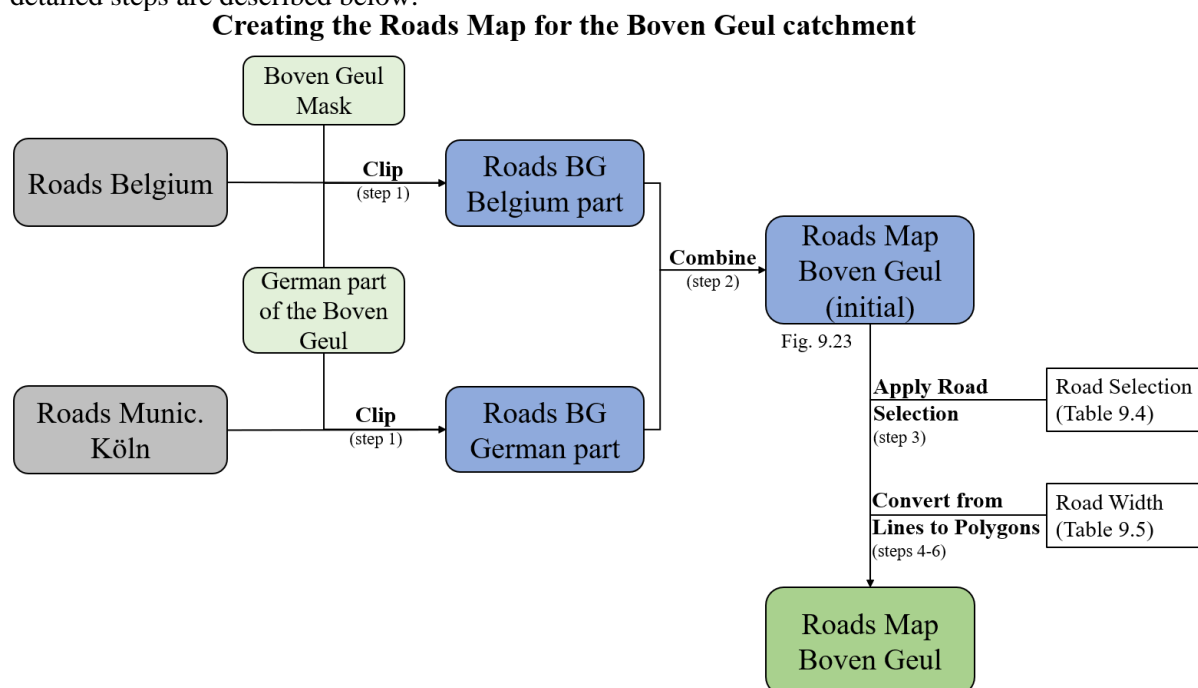 detailed steps are described below.
Creating the Roads Map for the Boven Geul catchment
Boven Geul
Mask
Roads Belgium
Clip
(step 1)
Roads BG
Belgium part
German part
of the Boven
Geul
Combine
(step 2)
Roads Map
Boven Geul
(initial)
Fig. 9.23
Roads Munic.
Köln
Clip
(step 1)
Roads BG
German part
Apply Road
Selection
(step 3)
Road Selection
(Table 9.4)
Convert from
Lines to Polygons
(steps 4-6)
Road Width
(Table 9.5)
Roads Map
Boven Geul